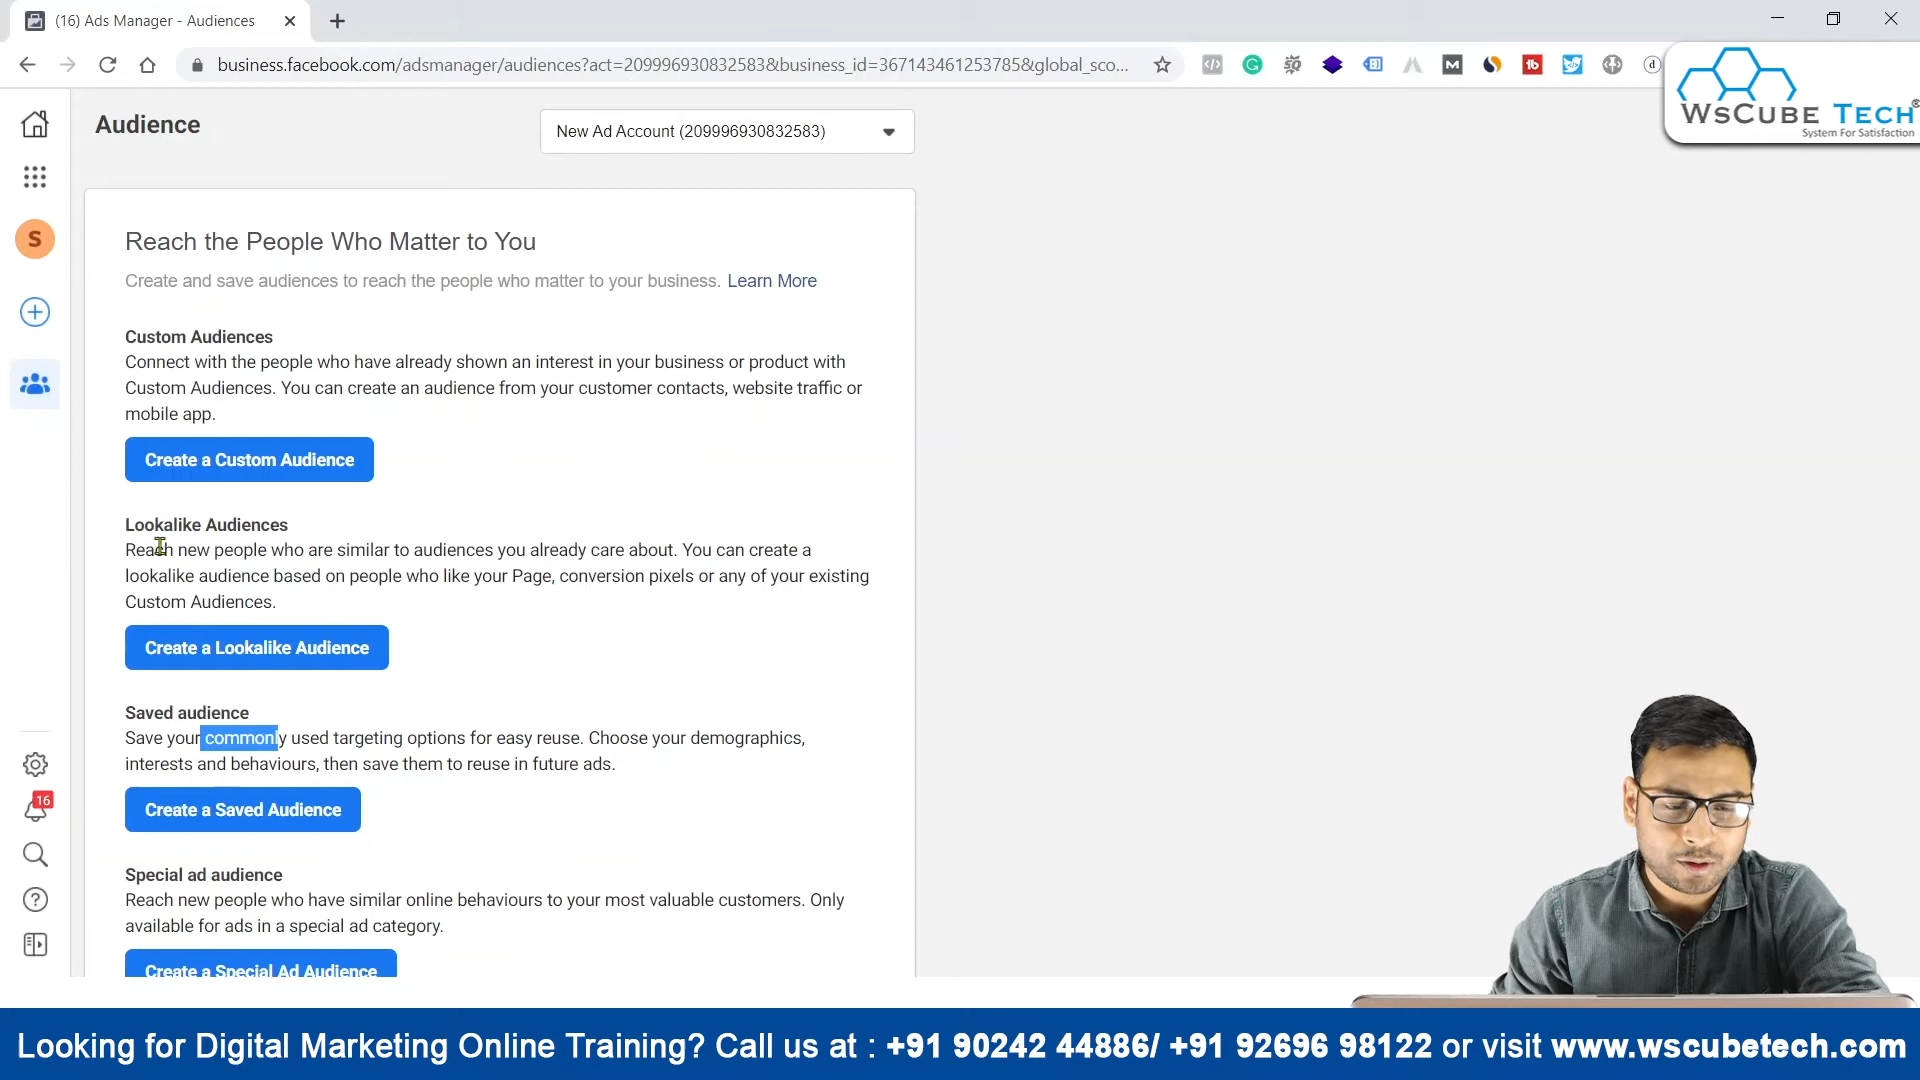 (16) Ads Manager - Audiences
business.facebook.com/adsmanager/audiences?act=209996930832583&business_id=367143461253785&global_sco...
WsCube Tech®
System For Satisfaction
Audience
New Ad Account (209996930832583)
S
Reach the People Who Matter to You
Create and save audiences to reach the people who matter to your business. Learn More
Custom Audiences
Connect with the people who have already shown an interest in your business or product with
Custom Audiences. You can create an audience from your customer contacts, website traffic or
mobile app.
Create a Custom Audience
Lookalike Audiences
Reach new people who are similar to audiences you already care about. You can create a
lookalike audience based on people who like your Page, conversion pixels or any of your existing
Custom Audiences.
Create a Lookalike Audience
Saved audience
Save your commonly used targeting options for easy reuse. Choose your demographics,
interests and behaviours, then save them to reuse in future ads.
Create a Saved Audience
16
Special ad audience
Reach new people who have similar online behaviours to your most valuable customers. Only
available for ads in a special ad category.
Create a Special Ad Audience
Looking for Digital Marketing Online Training? Call us at : +91 90242 44886/ +91 92696 98122 or visit www.wscubetech.com